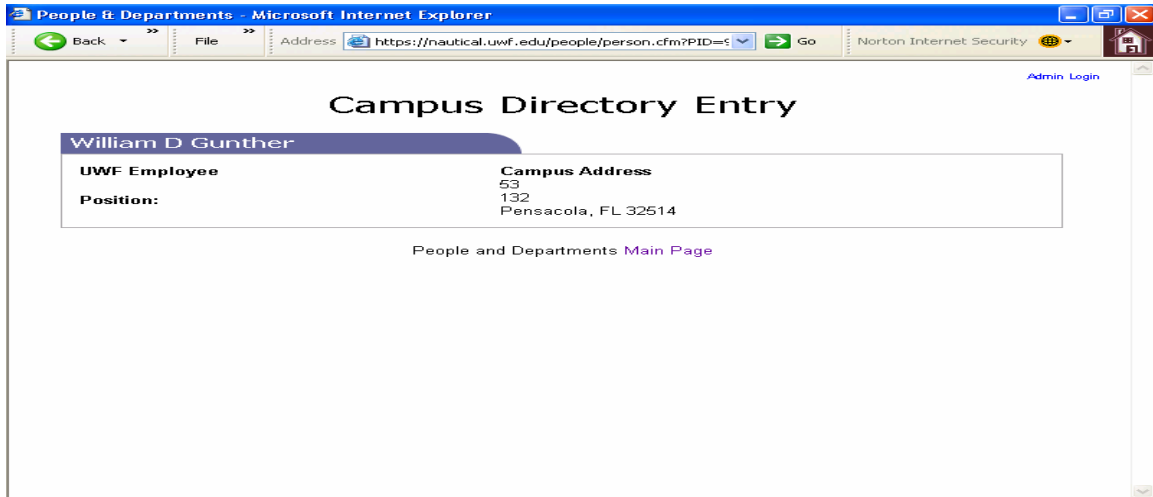 People & Departments - Microsoft Internet Explorer
Back » File » Address https://nautical.uwf.edu/people/person.cfm?PID=9 Go Norton Internet Security
Admin Login
Campus Directory Entry
William D Gunther
UWF Employee Campus Address
53
Position: 132
Pensacola, FL 32514
People and Departments Main Page